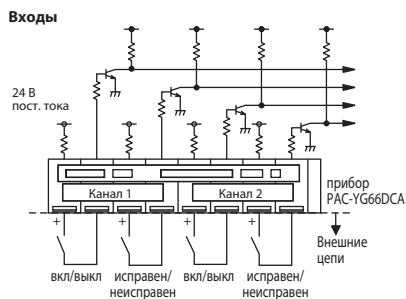 Входы
24 В
пост. тока
Канал 1
Канал 2
прибор
PAC-YG66DCA
+
+
+
+
Внешние
цепи
вкл/выкл
исправен/
неисправен
вкл/выкл
исправен/
неисправен